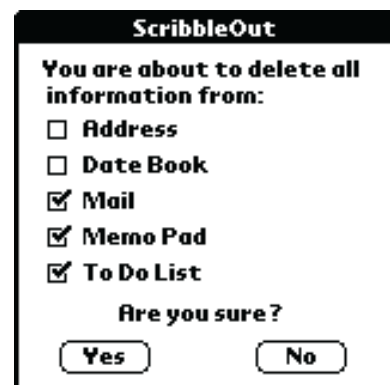 ScribbleOut
You are about to delete all
information from:
Address
Date Book
Mail
Memo Pad
To Do List
Are you sure?
Yes No